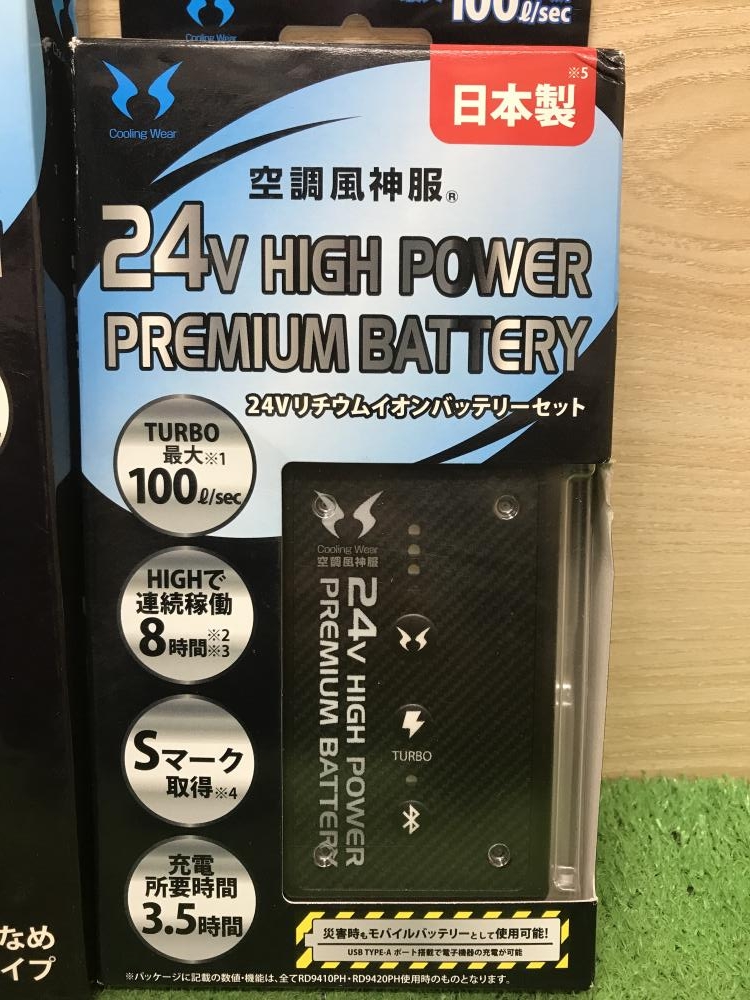 100ℓ/sec
Cooling Wear
Cooling Wear
※5
日本製
空調風神服®
24V HIGH POWER
PREMIUM BATTERY
24Vリチウムイオンバッテリーセット
TURBO
最大※1
100ℓ/sec
HIGHで
連続稼働
8時間※2※3
Sマーク
取得※4
充電
所要時間
3.5時間
Cooling Wear
空調風神服
24V HIGH POWER
PREMIUM BATTERY
TURBO
災害時もモバイルバッテリーとして使用可能!
USB TYPE-A ポート搭載で電子機器の充電が可能
※パッケージに記載の数値・機能は、全てRD9410PH・RD9420PH使用時のものとなります。
なめ
イプ